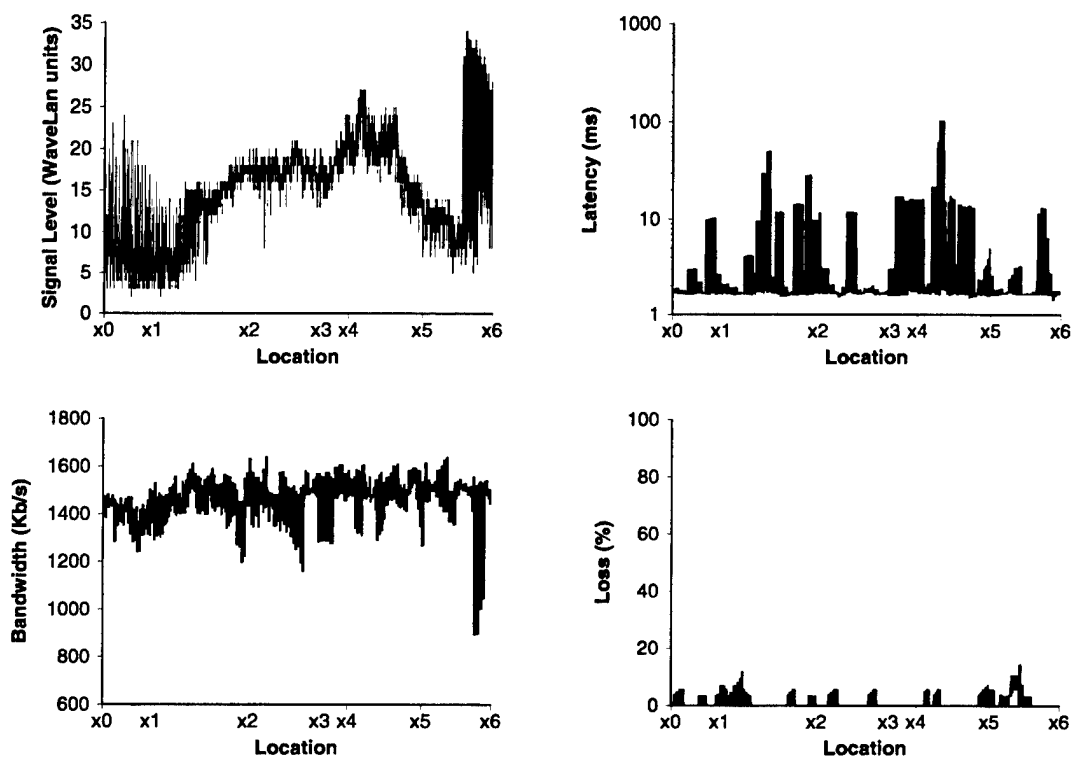 Signal Level (WaveLan units)
35
30
25
20
15
10
5
0
x0 x1 x2 x3 x4 x5 x6
Location
Latency (ms)
1000
100
10
1
x0 x1 x2 x3 x4 x5 x6
Location
Bandwidth (Kb/s)
1800
1600
1400
1200
1000
800
600
x0 x1 x2 x3 x4 x5 x6
Location
Loss (%)
100
80
60
40
20
0
x0 x1 x2 x3 x4 x5 x6
Location